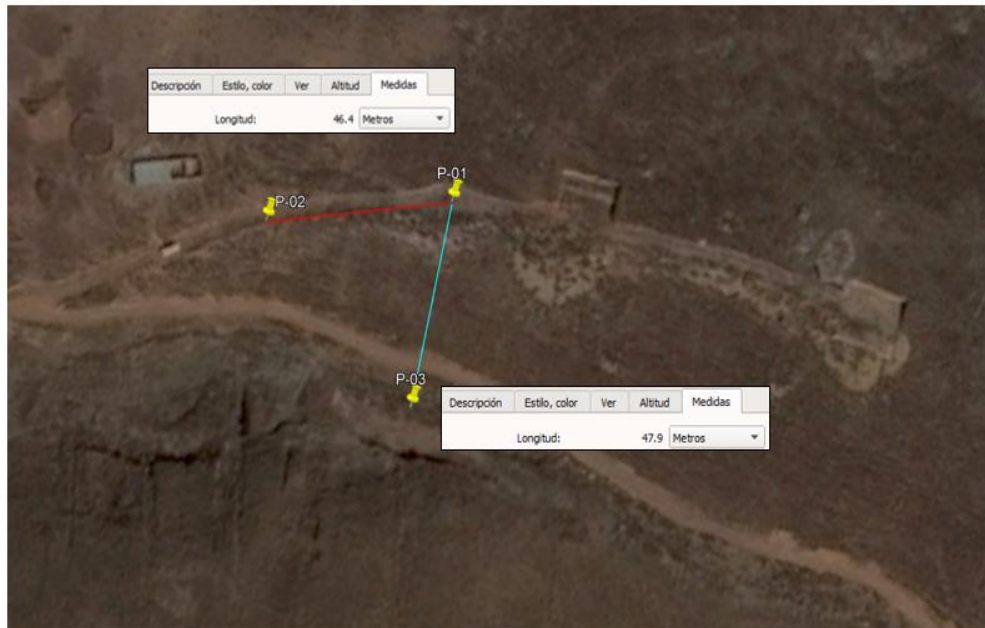 Descripción Estilo, color Ver Altitud Medidas
Longitud: 46.4 Metros
P-01
P-02
P-03
Descripción Estilo, color Ver Altitud Medidas
Longitud: 47.9 Metros